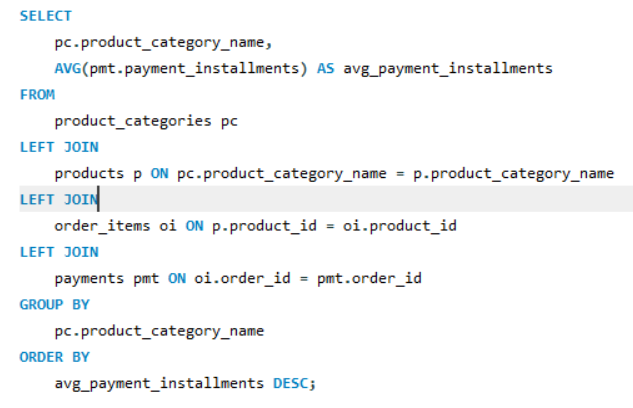 SELECT
pc.product_category_name,
AVG(pmt.payment_installments) AS avg_payment_installments
FROM
product_categories pc
LEFT JOIN
products p ON pc.product_category_name = p.product_category_name
LEFT JOIN
order_items oi ON p.product_id = oi.product_id
LEFT JOIN
payments pmt ON oi.order_id = pmt.order_id
GROUP BY
pc.product_category_name
ORDER BY
avg_payment_installments DESC;